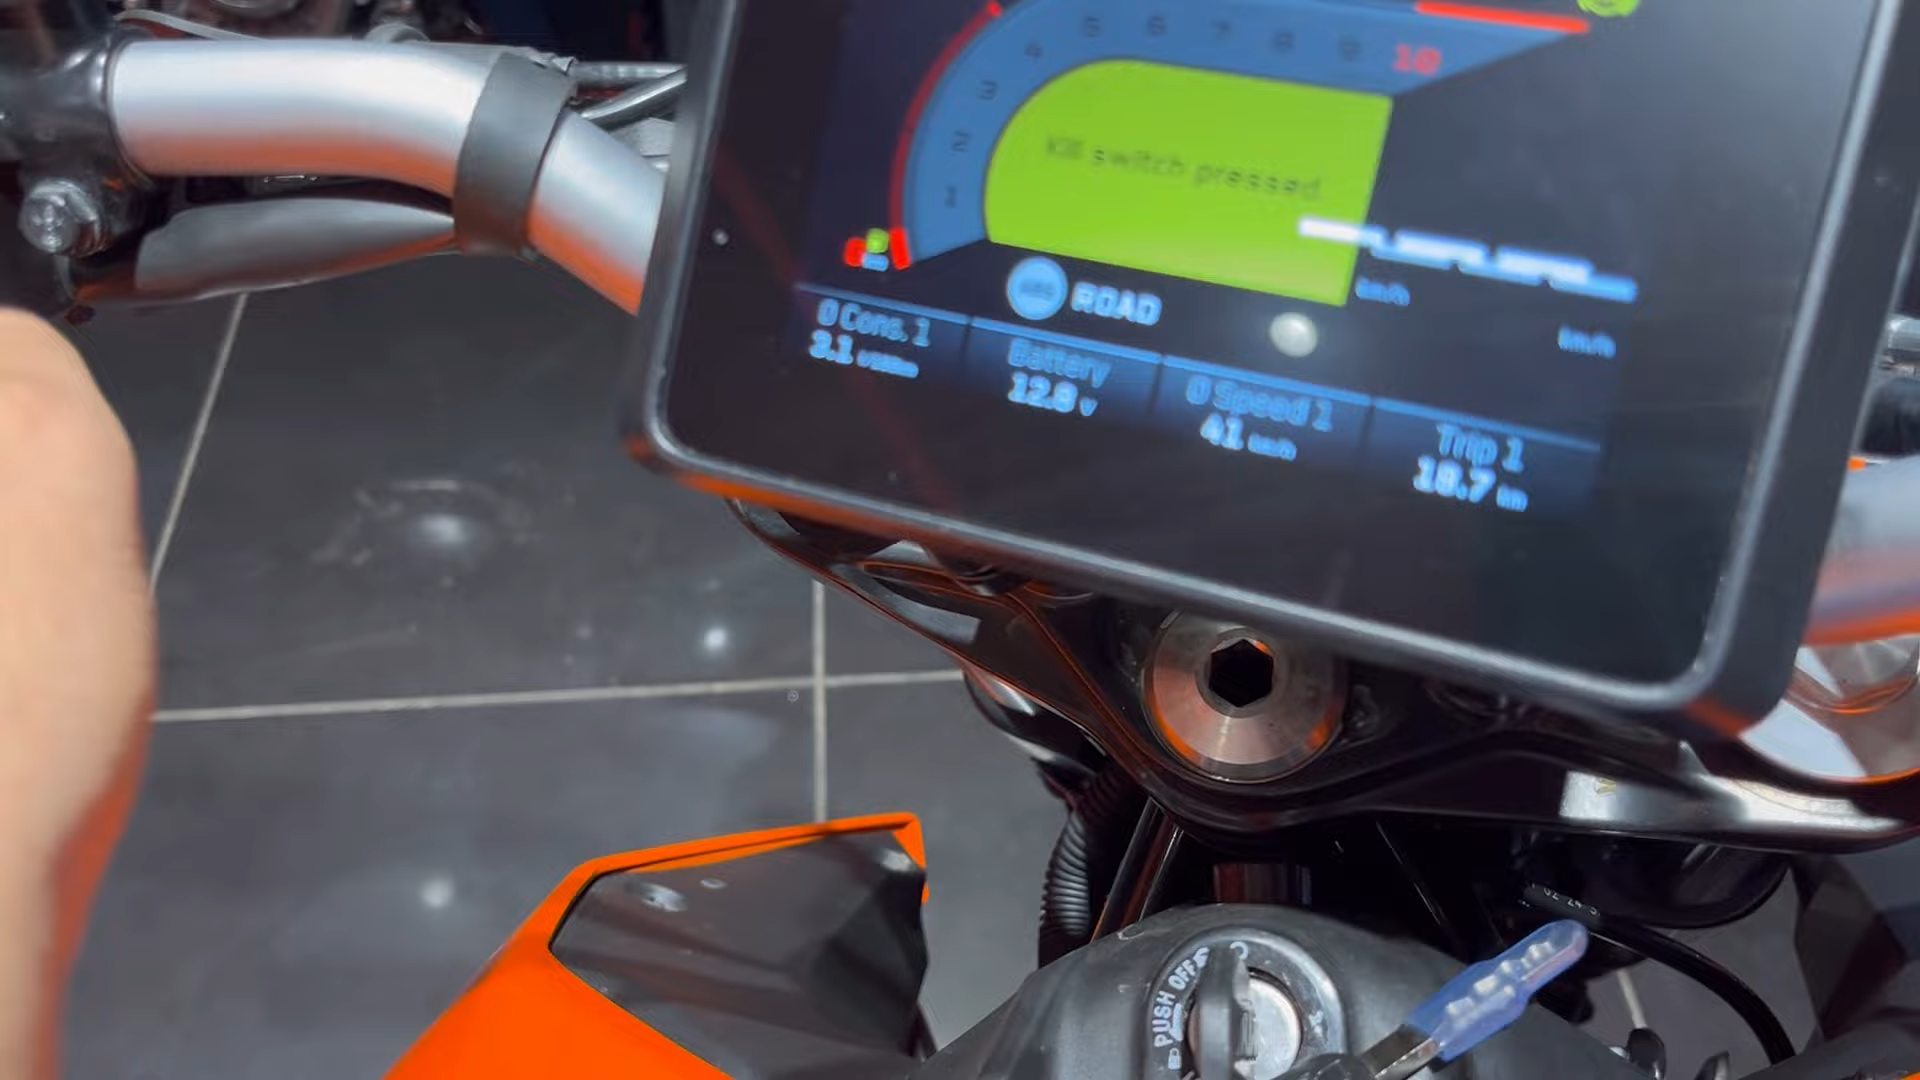 1 2 3 4 5 6 7 8 9 10
Kill switch pressed.
km/h
km/h
ROAD
Ø Cons. 1
3.1
Battery
12.8 V
Ø Speed 1
41 km/h
Trip 1
19.7 km
PUSH OFF